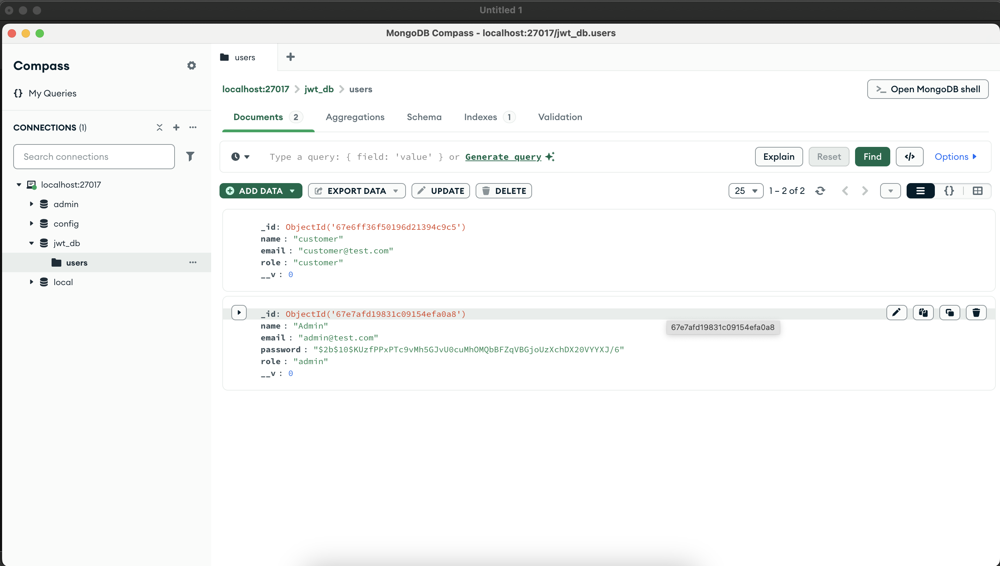 Untitled 1
MongoDB Compass - localhost:27017/jwt_db.users
Compass
{} My Queries
CONNECTIONS (1)
Search connections
localhost:27017
admin
config
jwt_db
users
local
users
localhost:27017 > jwt_db > users
>_ Open MongoDB shell
Documents 2 Aggregations Schema Indexes 1 Validation
Type a query: { field: 'value' } or Generate query
Explain Reset Find </> Options
ADD DATA EXPORT DATA UPDATE DELETE
25 1 – 2 of 2 {}
_id: ObjectId('67e6ff36f50196d21394c9c5')
name : "customer"
email : "customer@test.com"
role : "customer"
__v : 0
_id: ObjectId('67e7afd19831c09154efa0a8')
name : "Admin"
67e7afd19831c09154efa0a8
email : "admin@test.com"
password : "$2b$10$KUzfPPxPTc9vMh5GJvU0cuMhOMQbBFZqVBGjoUzXchDX20VYYXJ/6"
role : "admin"
__v : 0